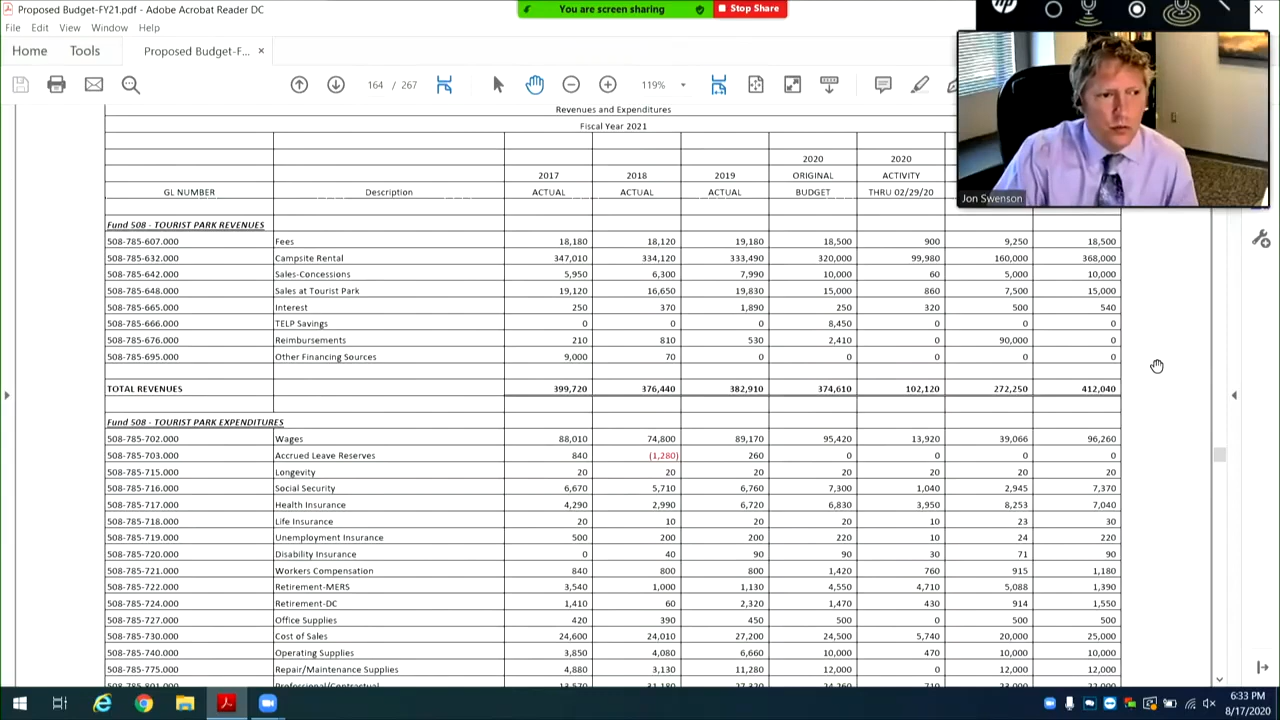 Proposed Budget-FY21.pdf - Adobe Acrobat Reader DC
You are screen sharing
Stop Share
File Edit View Window Help
Home Tools Proposed Budget-F... ×
164 / 267
119%
Jon Swenson
Revenues and Expenditures
Fiscal Year 2021
2020 2020
2017 2018 2019 ORIGINAL ACTIVITY
GL NUMBER Description ACTUAL ACTUAL ACTUAL BUDGET THRU 02/29/20
Fund 508 - TOURIST PARK REVENUES
508-785-607.000 Fees 18,180 18,120 19,180 18,500 900 9,250 18,500
508-785-632.000 Campsite Rental 347,010 334,120 333,490 320,000 99,980 160,000 368,000
508-785-642.000 Sales-Concessions 5,950 6,300 7,990 10,000 60 5,000 10,000
508-785-648.000 Sales at Tourist Park 19,120 16,650 19,830 15,000 860 7,500 15,000
508-785-665.000 Interest 250 370 1,890 250 320 500 540
508-785-666.000 TELP Savings 0 0 0 8,450 0 0 0
508-785-676.000 Reimbursements 210 810 530 2,410 0 90,000 0
508-785-695.000 Other Financing Sources 9,000 70 0 0 0 0 0
TOTAL REVENUES 399,720 376,440 382,910 374,610 102,120 272,250 412,040
Fund 508 - TOURIST PARK EXPENDITURES
508-785-702.000 Wages 88,010 74,800 89,170 95,420 13,920 39,066 96,260
508-785-703.000 Accrued Leave Reserves 840 (1,280) 260 0 0 0 0
508-785-715.000 Longevity 20 20 20 20 20 20 20
508-785-716.000 Social Security 6,670 5,710 6,760 7,300 1,040 2,945 7,370
508-785-717.000 Health Insurance 4,290 2,990 6,720 6,830 3,950 8,253 7,040
508-785-718.000 Life Insurance 20 10 20 20 10 23 30
508-785-719.000 Unemployment Insurance 500 200 200 220 10 24 220
508-785-720.000 Disability Insurance 0 40 90 90 30 71 90
508-785-721.000 Workers Compensation 840 800 800 1,420 760 915 1,180
508-785-722.000 Retirement-MERS 3,540 1,000 1,130 4,550 4,710 5,088 1,390
508-785-724.000 Retirement-DC 1,410 60 2,320 1,470 430 914 1,550
508-785-727.000 Office Supplies 420 390 450 500 0 500 500
508-785-730.000 Cost of Sales 24,600 24,010 27,200 24,500 5,740 20,000 25,000
508-785-740.000 Operating Supplies 3,850 4,080 6,660 10,000 470 10,000 10,000
508-785-775.000 Repair/Maintenance Supplies 4,880 3,130 11,280 12,000 0 12,000 12,000
508-785-801.000 Professional/Contractual
6:33 PM
8/17/2020